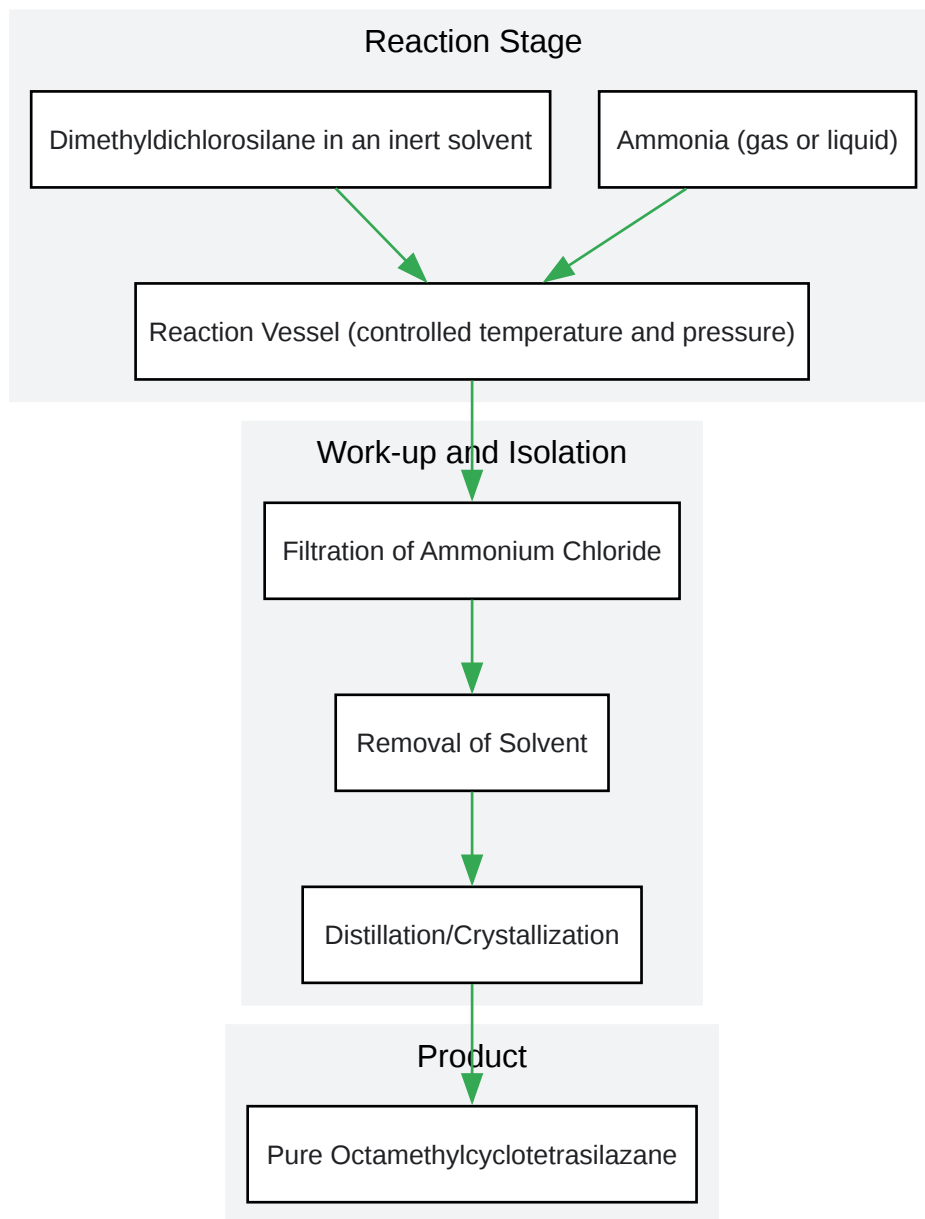 Reaction Stage
Dimethyldichlorosilane in an inert solvent
Ammonia (gas or liquid)
Reaction Vessel (controlled temperature and pressure)
Work-up and Isolation
Filtration of Ammonium Chloride
Removal of Solvent
Distillation/Crystallization
Product
Pure Octamethylcyclotetrasilazane